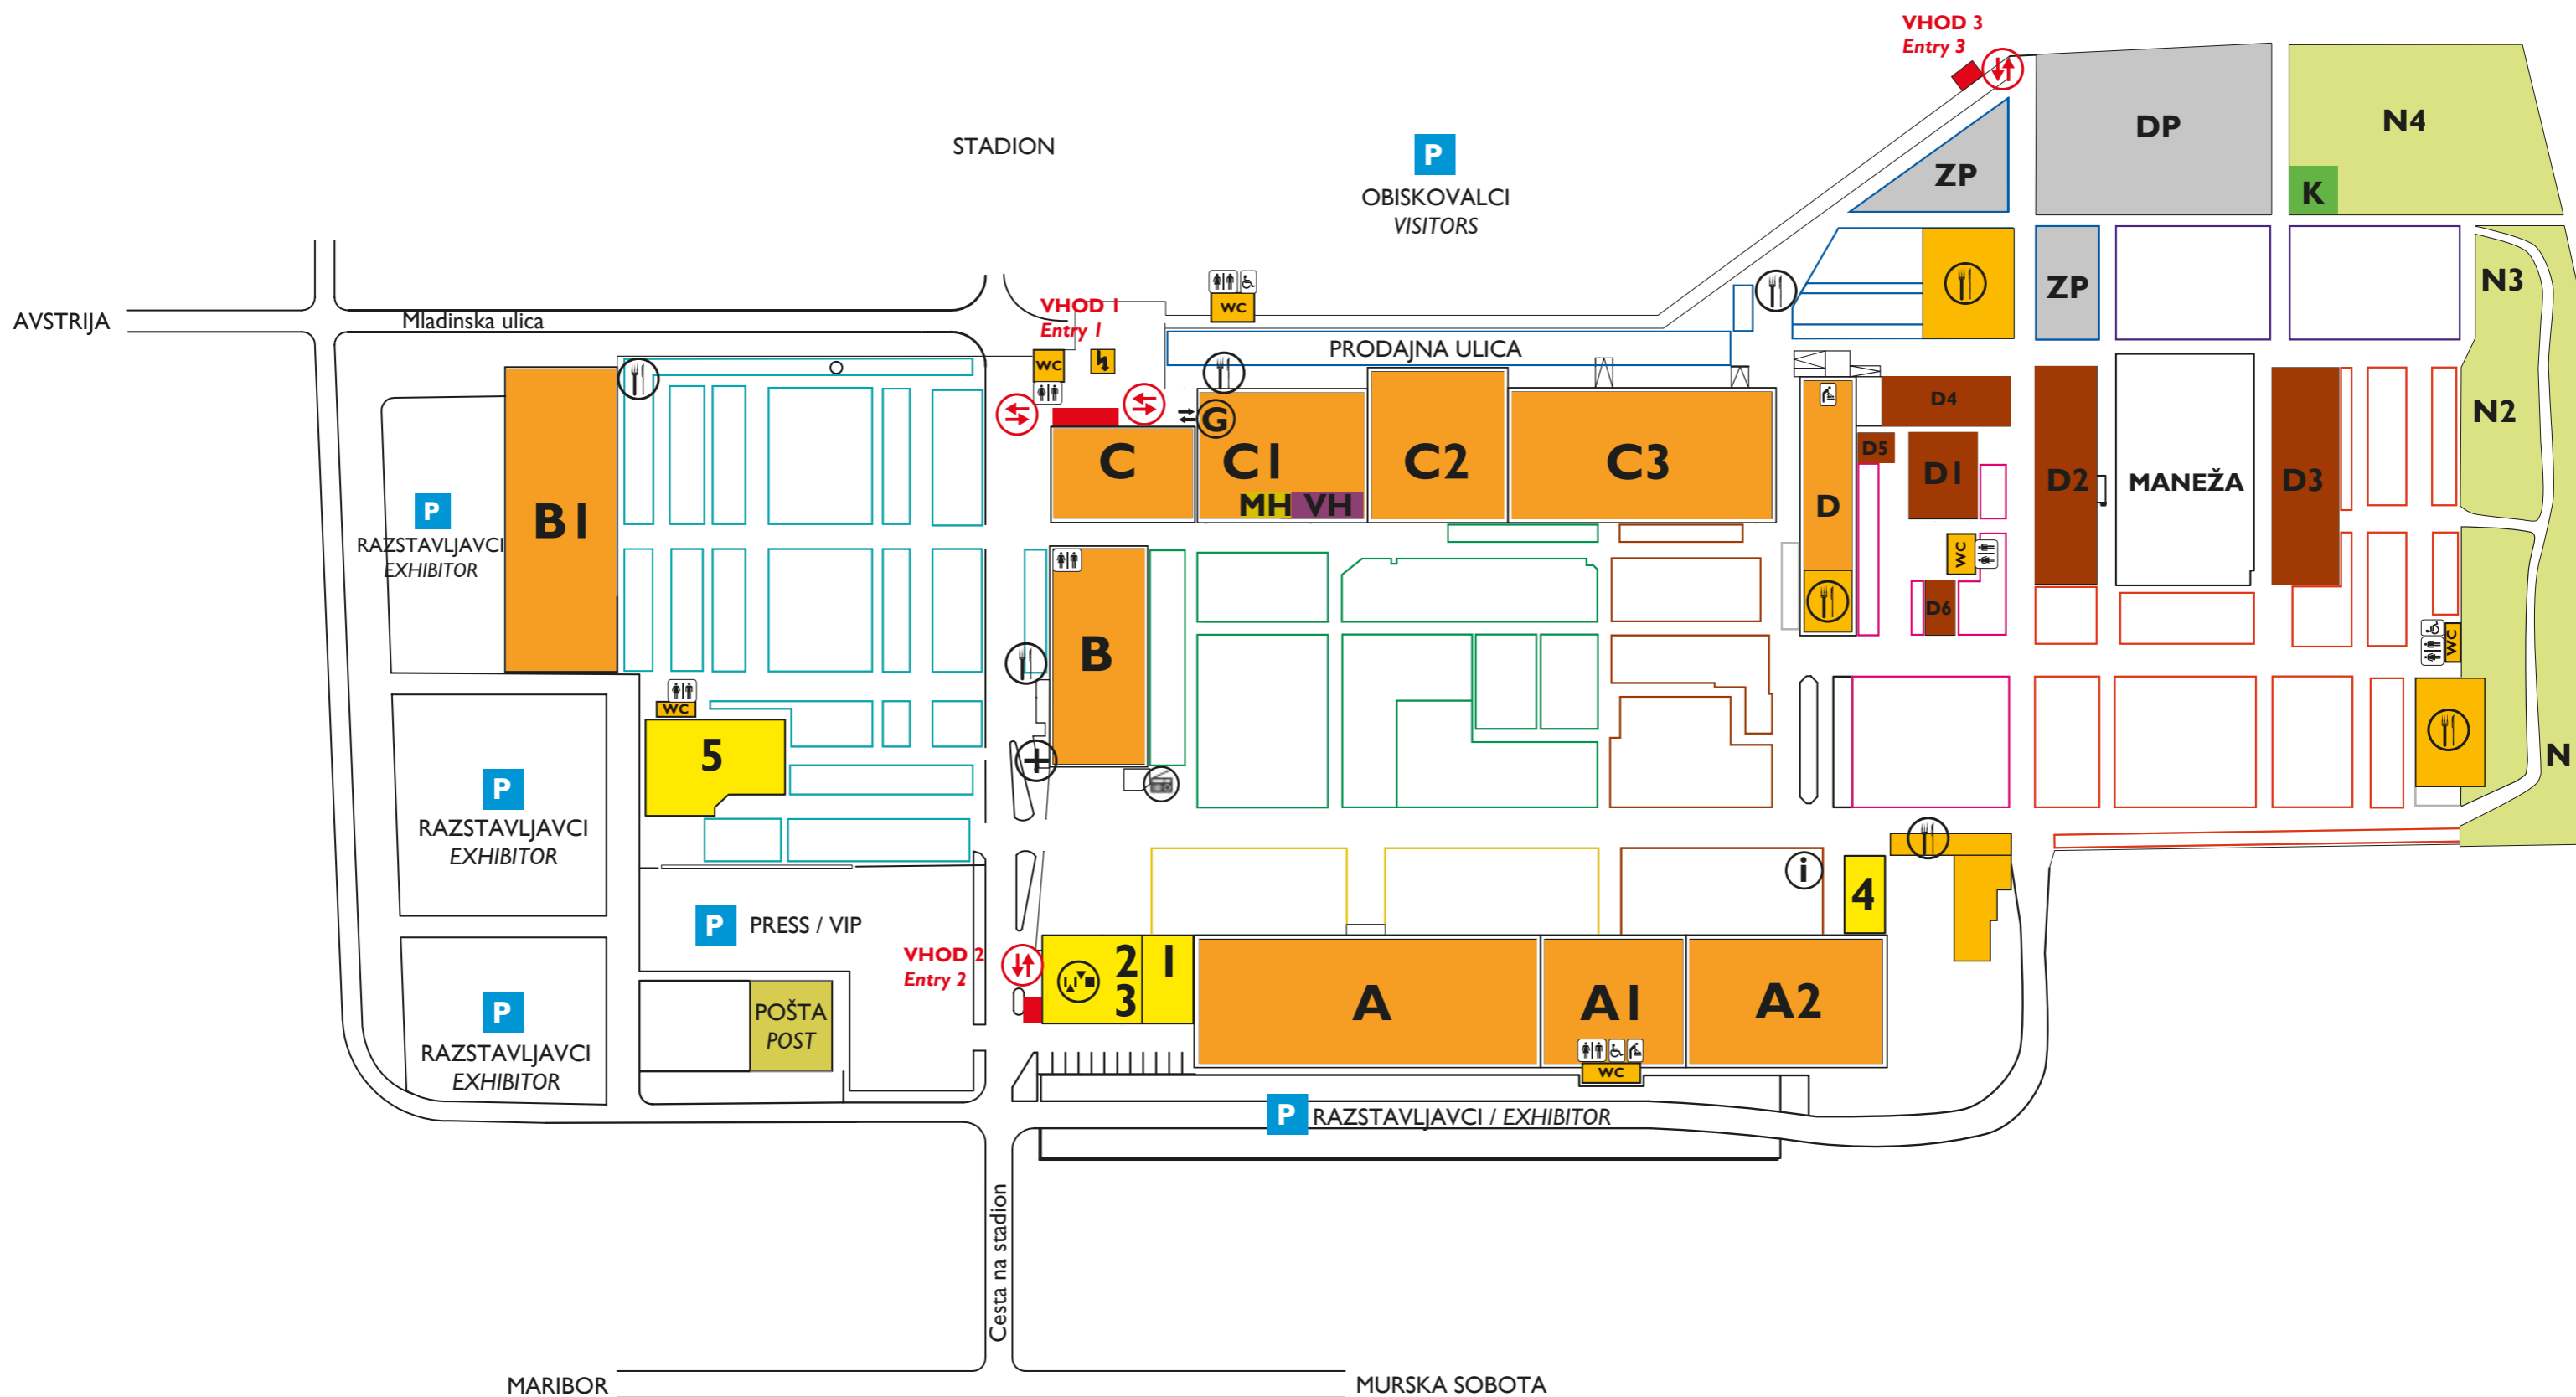 VHOD 3
Entry 3
STADION
P
OBISKOVALCI
VISITORS
DP
N4
ZP
K
AVSTRIJA
Mladinska ulica
VHOD 1
Entry 1
WC
WC
PRODAJNA ULICA
ZP
N3
G
C
C1
C2
C3
MH
VH
D
D4
D5
D1
D2
MANEŽA
D3
N2
P
RAZSTAVLJAVCI
EXHIBITOR
B1
B
WC
D6
WC
WC
5
N
P
RAZSTAVLJAVCI
EXHIBITOR
P
PRESS / VIP
i
4
VHOD 2
Entry 2
2
3
1
A
A1
A2
WC
P
RAZSTAVLJAVCI
EXHIBITOR
POŠTA
POST
P
RAZSTAVLJAVCI / EXHIBITOR
Cesta na stadion
MARIBOR
MURSKA SOBOTA